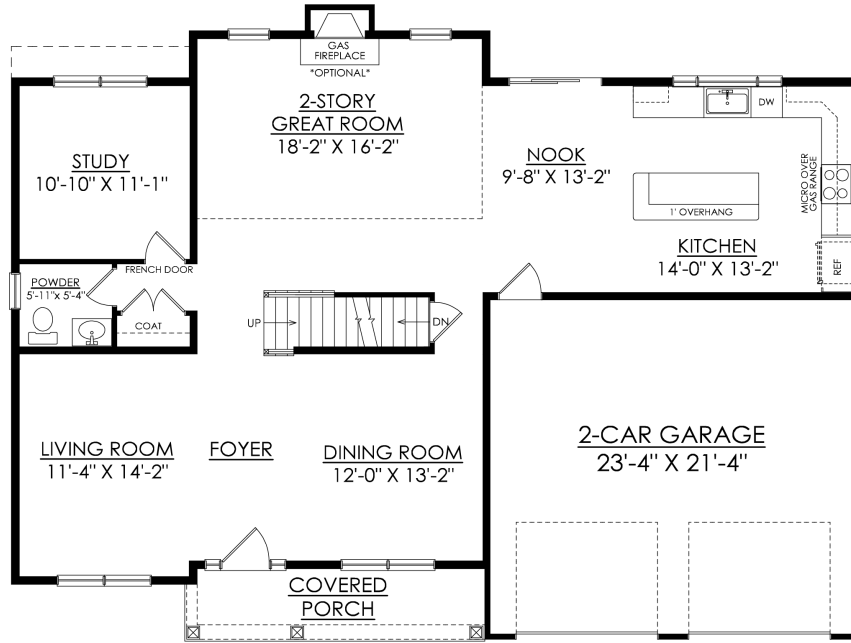 GAS
FIREPLACE
*OPTIONAL*
2-STORY
GREAT ROOM
18'-2" X 16'-2"
DW
STUDY
10'-10" X 11'-1"
NOOK
9'-8" X 13'-2"
MICRO OVER
GAS RANGE
1' OVERHANG
KITCHEN
14'-0" X 13'-2"
REF
FRENCH DOOR
POWDER
5'-11"x 5'-4"
COAT
UP
DN
LIVING ROOM
11'-4" X 14'-2"
FOYER
DINING ROOM
12'-0" X 13'-2"
2-CAR GARAGE
23'-4" X 21'-4"
COVERED
PORCH